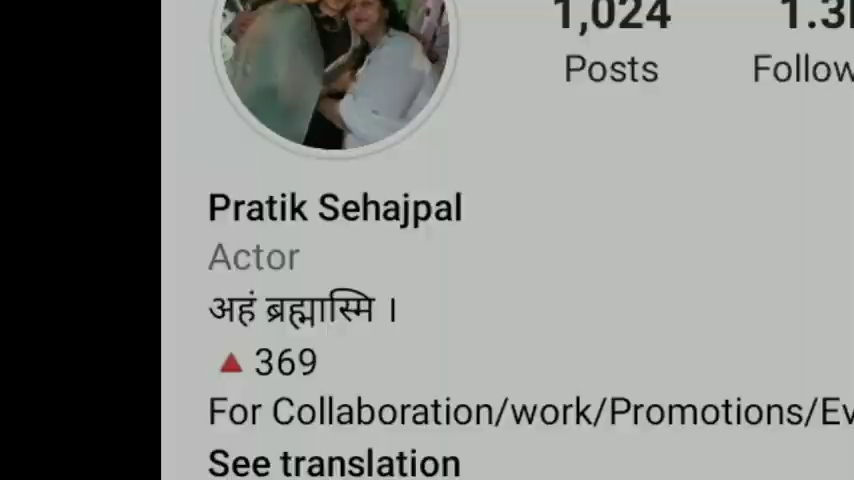 1,024
Posts
Pratik Sehajpal
Actor
अहं ब्रह्मास्मि ।
🔺369
For Collaboration/work/Promotions/
See translation